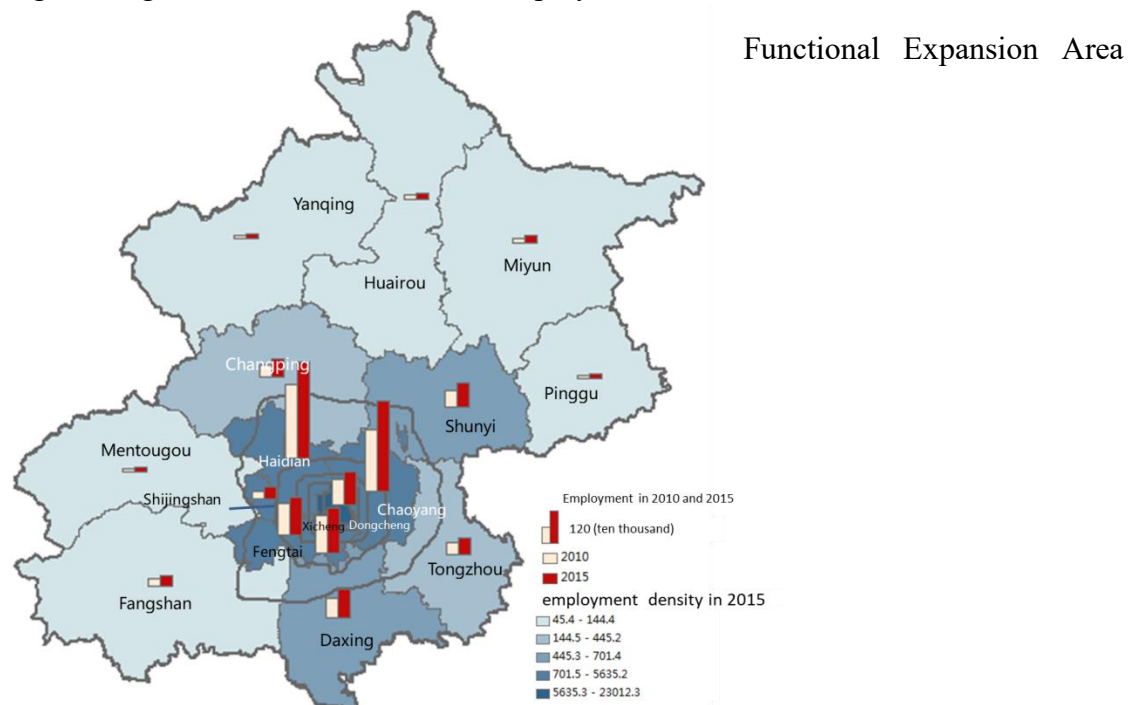 Functional Expansion Area
Yanqing
Miyun
Huairou
Changping
Pinggu
Shunyi
Mentougou
Haidian
Shijingshan
Chaoyang
Xicheng
Dongcheng
Fengtai
Tongzhou
Fangshan
Daxing
Employment in 2010 and 2015
120 (ten thousand)
2010
2015
employment density in 2015
45.4 - 144.4
144.5 - 445.2
445.3 - 701.4
701.5 - 5635.2
5635.3 - 23012.3